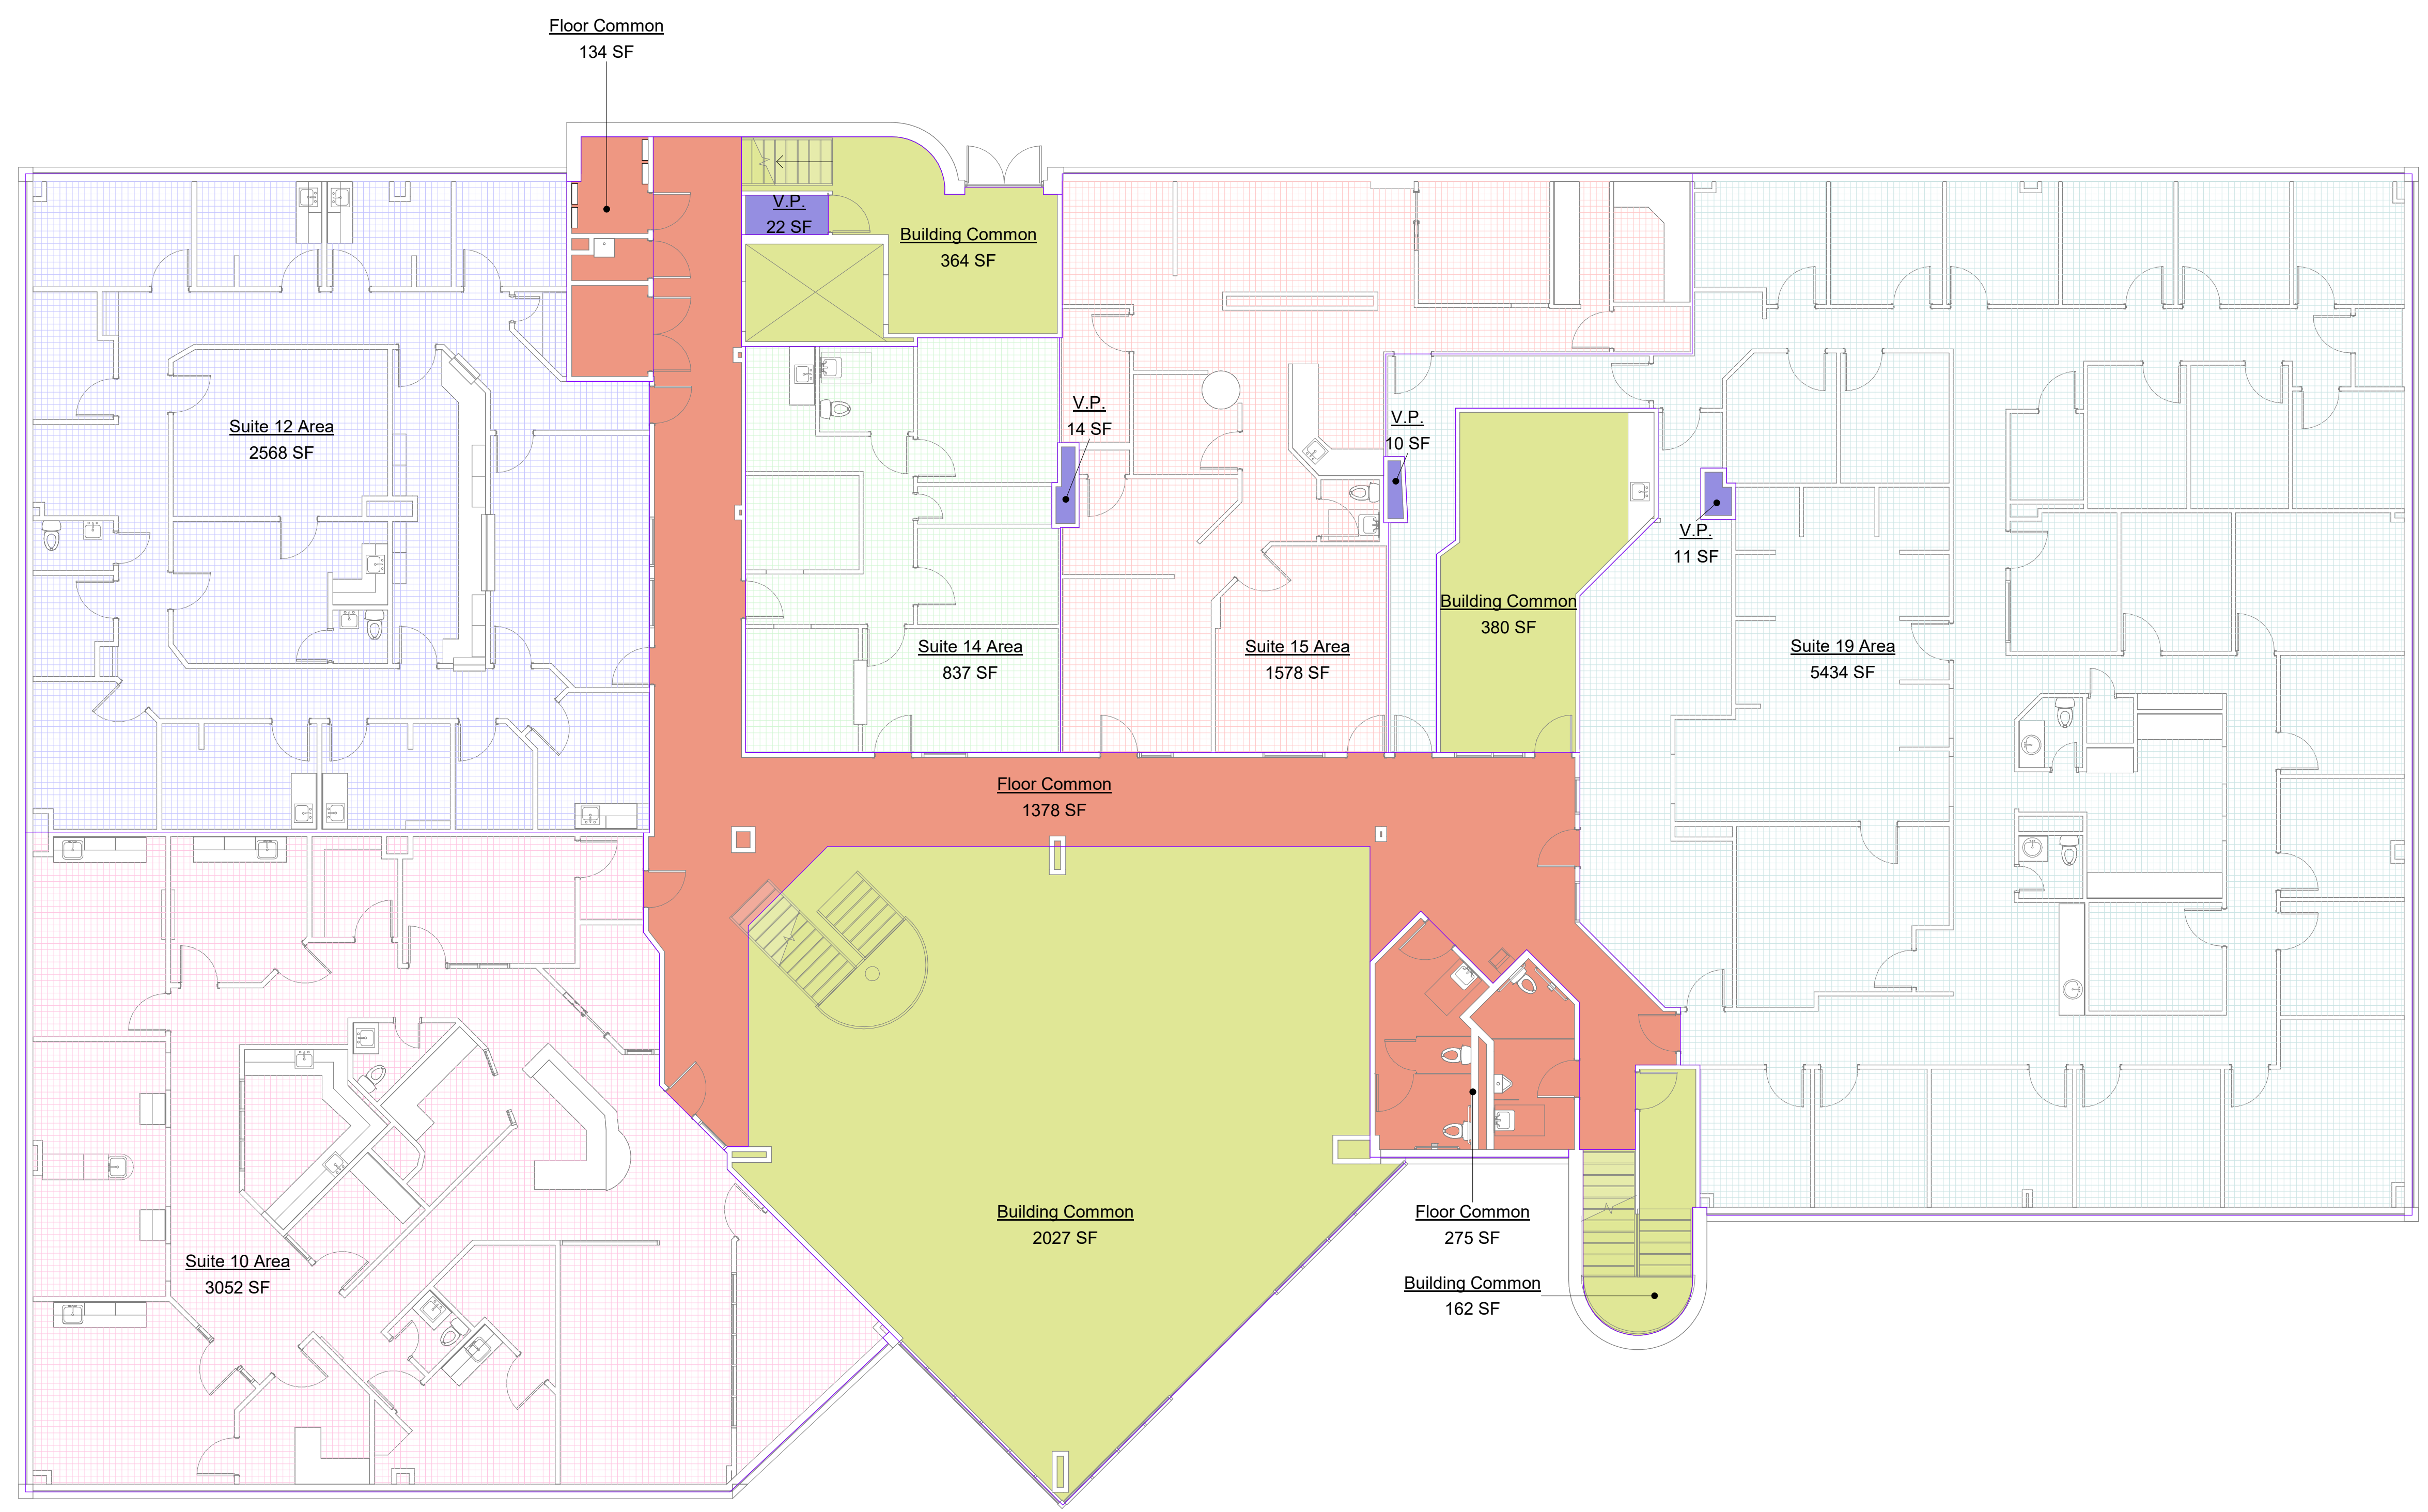 Floor Common
134 SF
V.P.
22 SF
Building Common
364 SF
V.P.
14 SF
V.P.
10 SF
Suite 12 Area
2568 SF
V.P.
11 SF
Building Common
380 SF
Suite 14 Area
837 SF
Suite 15 Area
1578 SF
Suite 19 Area
5434 SF
Floor Common
1378 SF
Building Common
2027 SF
Floor Common
275 SF
Suite 10 Area
3052 SF
Building Common
162 SF